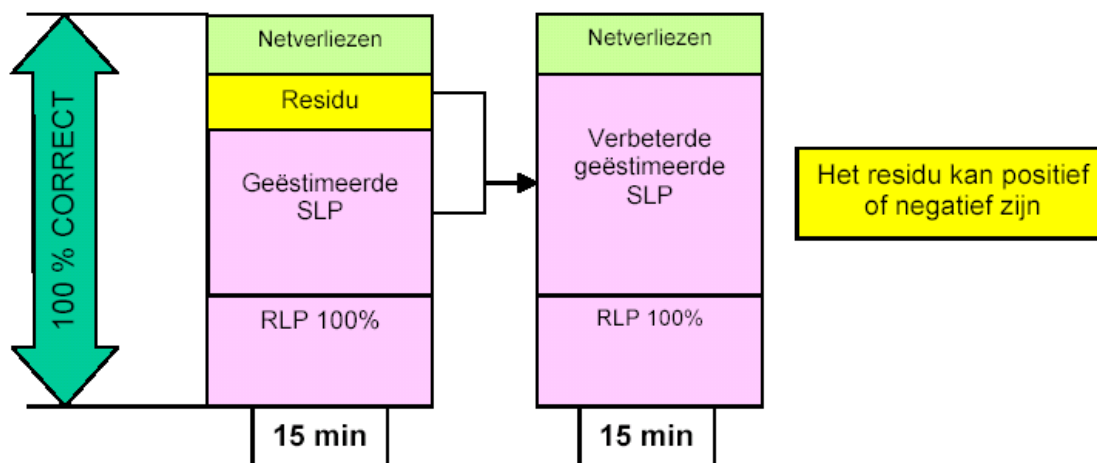 100 % CORRECT
Netverliezen
Residu
Geëstimeerde
SLP
RLP 100%
15 min
Netverliezen
Verbeterde
geëstimeerde
SLP
RLP 100%
15 min
Het residu kan positief
of negatief zijn